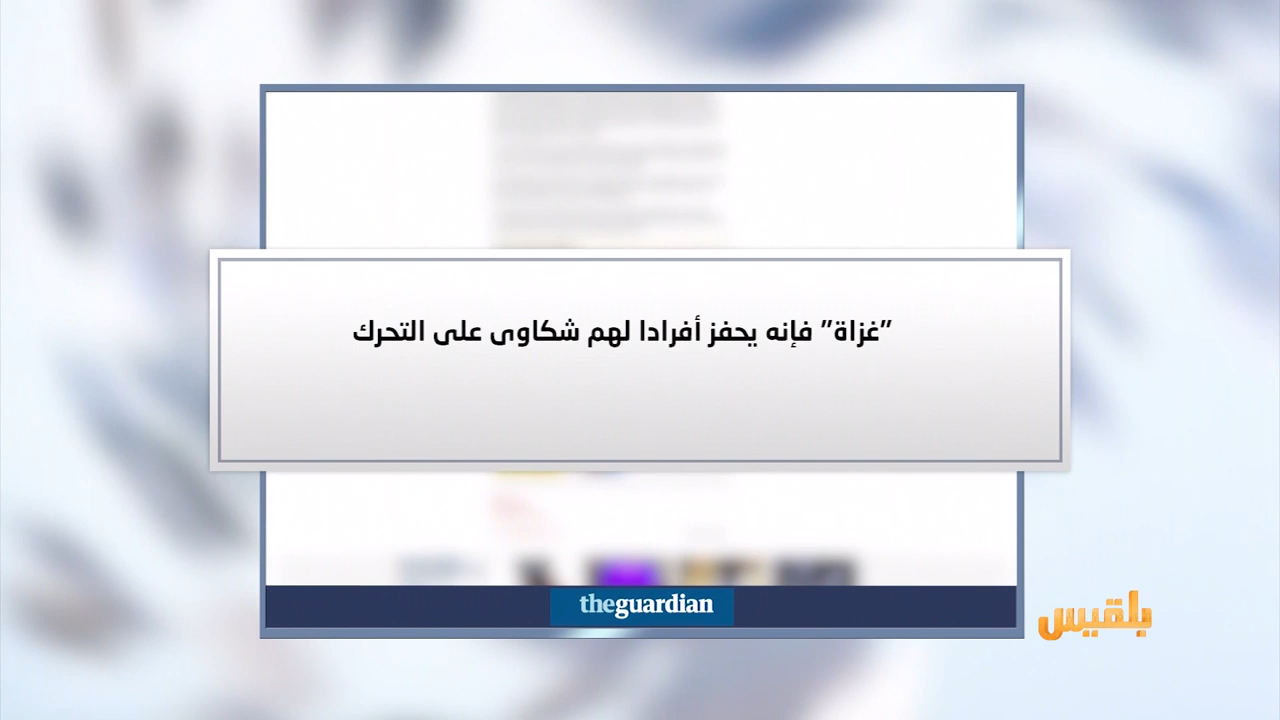 ”غزاة” فإنه يحفز أفرادا لهم شكاوى على التحرك
theguardian
بلقيس